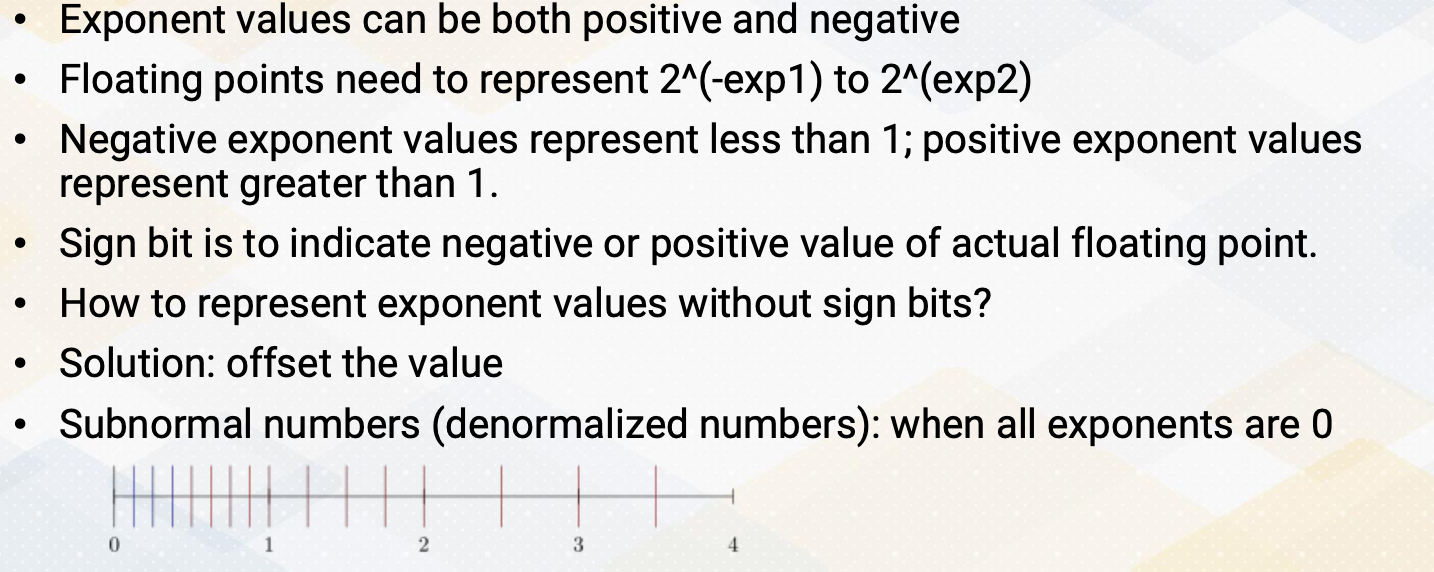 • Exponent values can be both positive and negative
• Floating points need to represent 2^(-exp1) to 2^(exp2)
• Negative exponent values represent less than 1; positive exponent values
represent greater than 1.
• Sign bit is to indicate negative or positive value of actual floating point.
• How to represent exponent values without sign bits?
• Solution: offset the value
• Subnormal numbers (denormalized numbers): when all exponents are 0
0 1 2 3 4